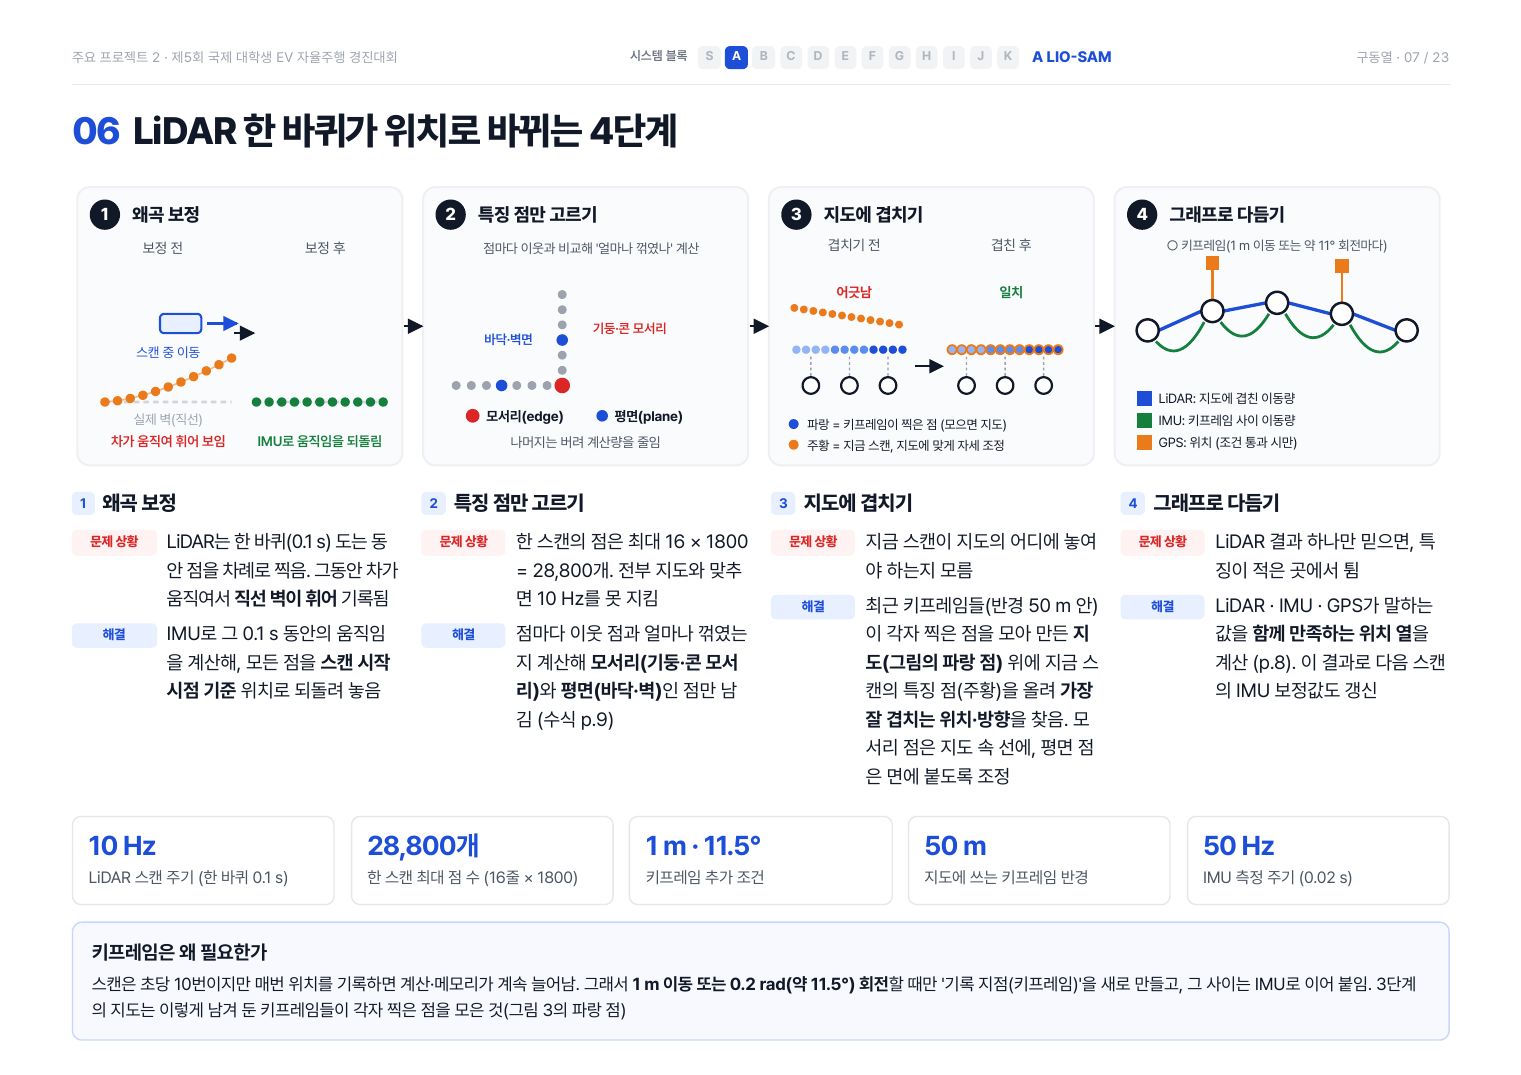 주요 프로젝트 2 · 제5회 국제 대학생 EV 자율주행 경진대회
시스템 블록 S A B C D E F G H I J K A LIO-SAM
구동열 · 07 / 23
06 LiDAR 한 바퀴가 위치로 바뀌는 4단계
1 왜곡 보정
보정 전
보정 후
스캔 중 이동
실제 벽(직선)
차가 움직여 휘어 보임
IMU로 움직임을 되돌림
2 특징 점만 고르기
점마다 이웃과 비교해 '얼마나 꺾였나' 계산
바닥·벽면
기둥·콘 모서리
모서리(edge)
평면(plane)
나머지는 버려 계산량을 줄임
3 지도에 겹치기
겹치기 전
겹친 후
어긋남
일치
파랑 = 키프레임이 찍은 점 (모으면 지도)
주황 = 지금 스캔, 지도에 맞게 자세 조정
4 그래프로 다듬기
○ 키프레임(1 m 이동 또는 약 11° 회전마다)
LiDAR: 지도에 겹친 이동량
IMU: 키프레임 사이 이동량
GPS: 위치 (조건 통과 시만)
1 왜곡 보정
문제 상황
LiDAR는 한 바퀴(0.1 s) 도는 동
안 점을 차례로 찍음. 그동안 차가
움직여서 직선 벽이 휘어 기록됨
해결
IMU로 그 0.1 s 동안의 움직임
을 계산해, 모든 점을 스캔 시작
시점 기준 위치로 되돌려 놓음
2 특징 점만 고르기
문제 상황
한 스캔의 점은 최대 16 × 1800
= 28,800개. 전부 지도와 맞추
면 10 Hz를 못 지킴
해결
점마다 이웃 점과 얼마나 꺾였는
지 계산해 모서리(기둥·콘 모서
리)와 평면(바닥·벽)인 점만 남
김 (수식 p.9)
3 지도에 겹치기
문제 상황
지금 스캔이 지도의 어디에 놓여
야 하는지 모름
해결
최근 키프레임들(반경 50 m 안)
이 각자 찍은 점을 모아 만든 지
도(그림의 파랑 점) 위에 지금 스
캔의 특징 점(주황)을 올려 가장
잘 겹치는 위치·방향을 찾음. 모
서리 점은 지도 속 선에, 평면 점
은 면에 붙도록 조정
4 그래프로 다듬기
문제 상황
LiDAR 결과 하나만 믿으면, 특
징이 적은 곳에서 튐
해결
LiDAR · IMU · GPS가 말하는
값을 함께 만족하는 위치 열을
계산 (p.8). 이 결과로 다음 스캔
의 IMU 보정값도 갱신
10 Hz
LiDAR 스캔 주기 (한 바퀴 0.1 s)
28,800개
한 스캔 최대 점 수 (16줄 × 1800)
1 m · 11.5°
키프레임 추가 조건
50 m
지도에 쓰는 키프레임 반경
50 Hz
IMU 측정 주기 (0.02 s)
키프레임은 왜 필요한가
스캔은 초당 10번이지만 매번 위치를 기록하면 계산·메모리가 계속 늘어남. 그래서 1 m 이동 또는 0.2 rad(약 11.5°) 회전할 때만 '기록 지점(키프레임)'을 새로 만들고, 그 사이는 IMU로 이어 붙임. 3단계
의 지도는 이렇게 남겨 둔 키프레임들이 각자 찍은 점을 모은 것(그림 3의 파랑 점)